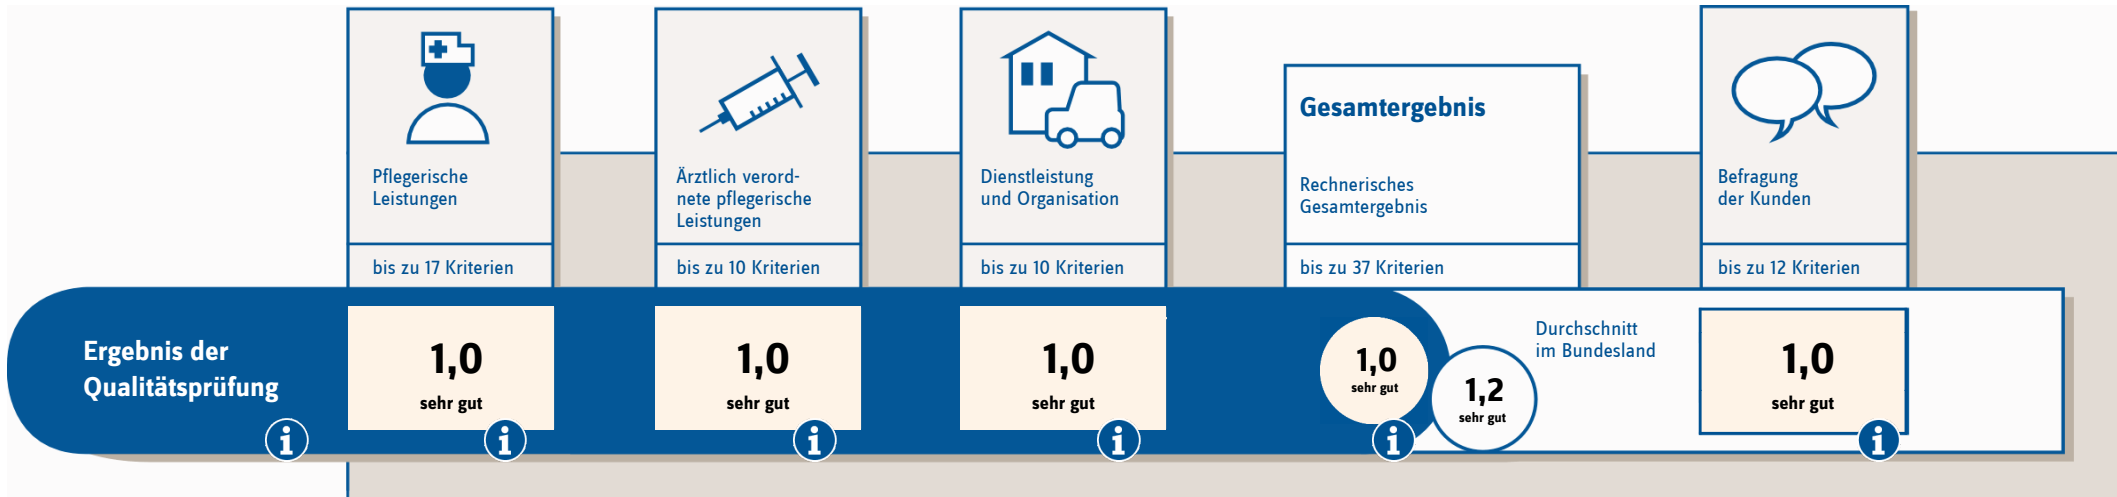 Pflegerische
Leistungen
bis zu 17 Kriterien
Ärztlich verord-
nete pflegerische
Leistungen
bis zu 10 Kriterien
Dienstleistung
und Organisation
bis zu 10 Kriterien
Gesamtergebnis
Rechnerisches
Gesamtergebnis
bis zu 37 Kriterien
Befragung
der Kunden
bis zu 12 Kriterien
Ergebnis der
Qualitätsprüfung
i
1,0
sehr gut
i
1,0
sehr gut
i
1,0
sehr gut
i
1,0
sehr gut
i
1,2
sehr gut
Durchschnitt
im Bundesland
1,0
sehr gut
i